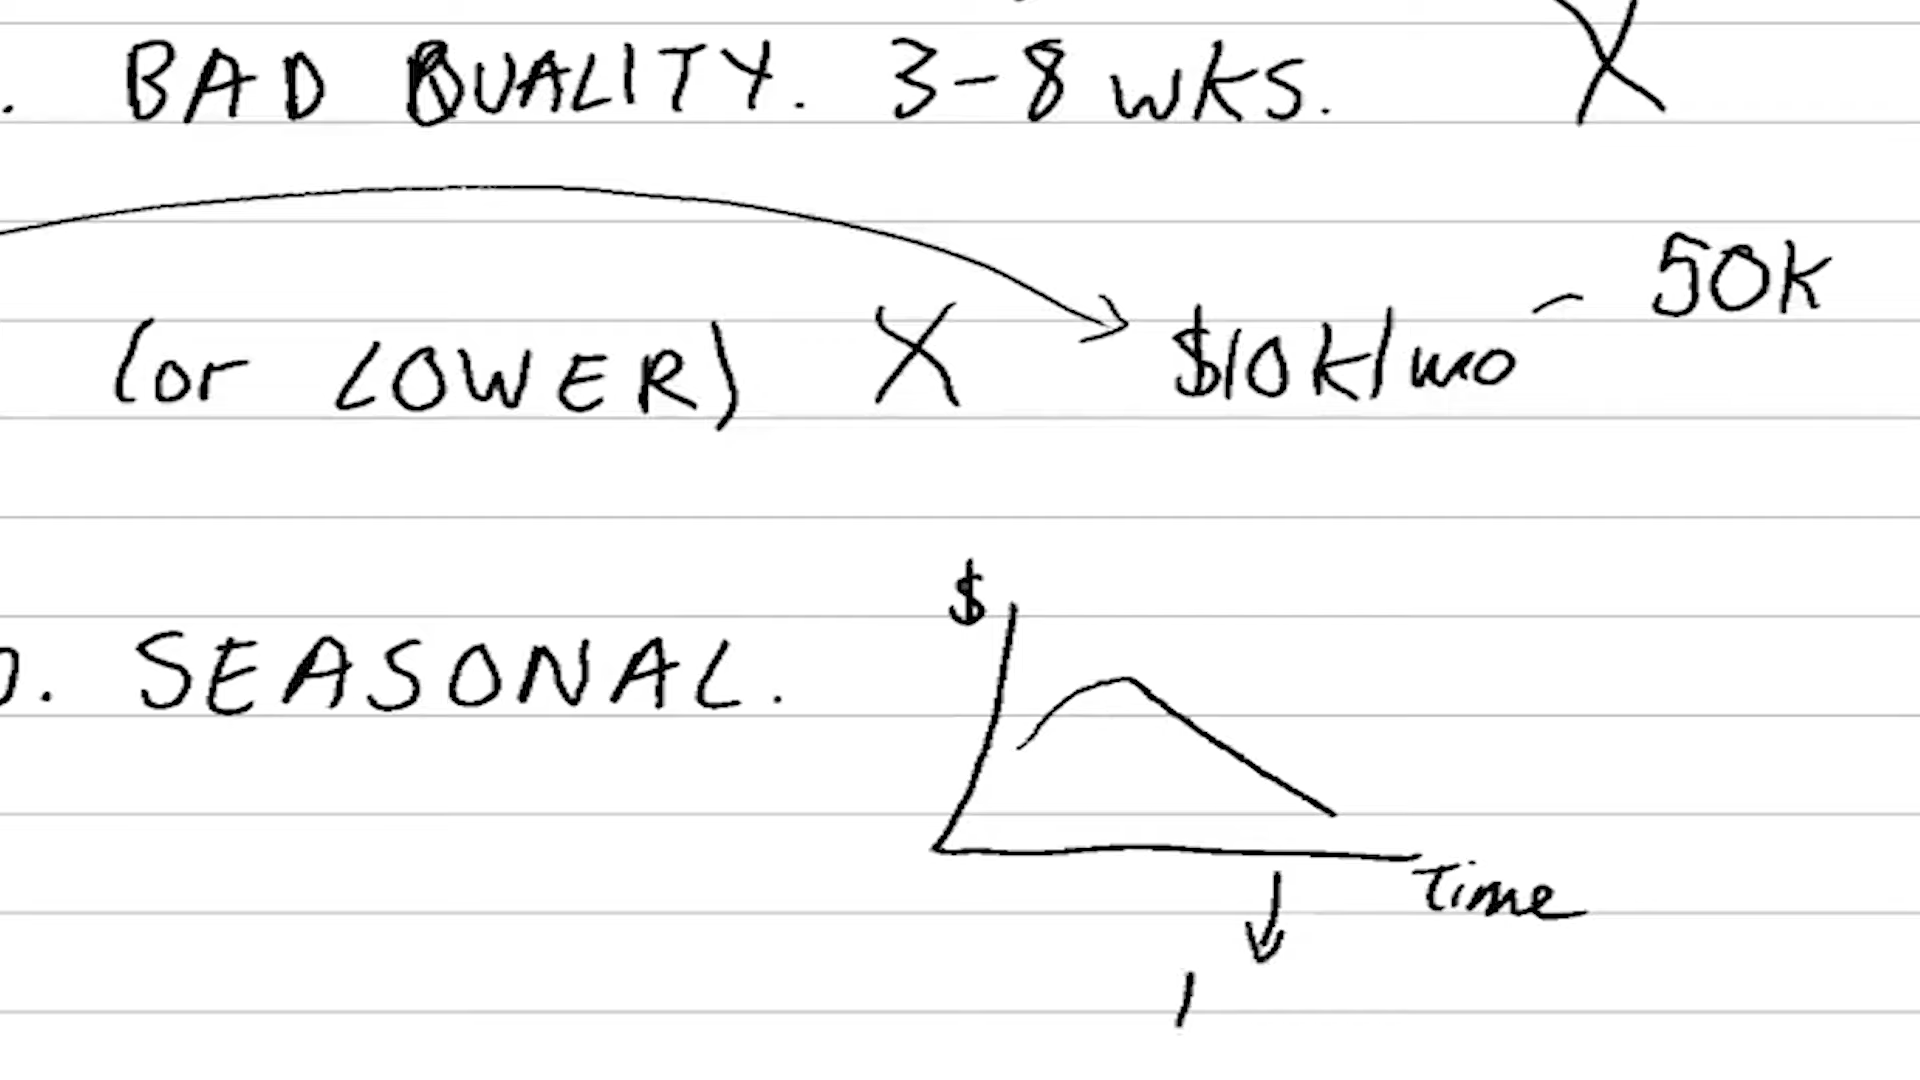 . BAD QUALITY. 3-8 WKS. X
50K
(or LOWER) X $10K/mo -
$
. SEASONAL.
Time